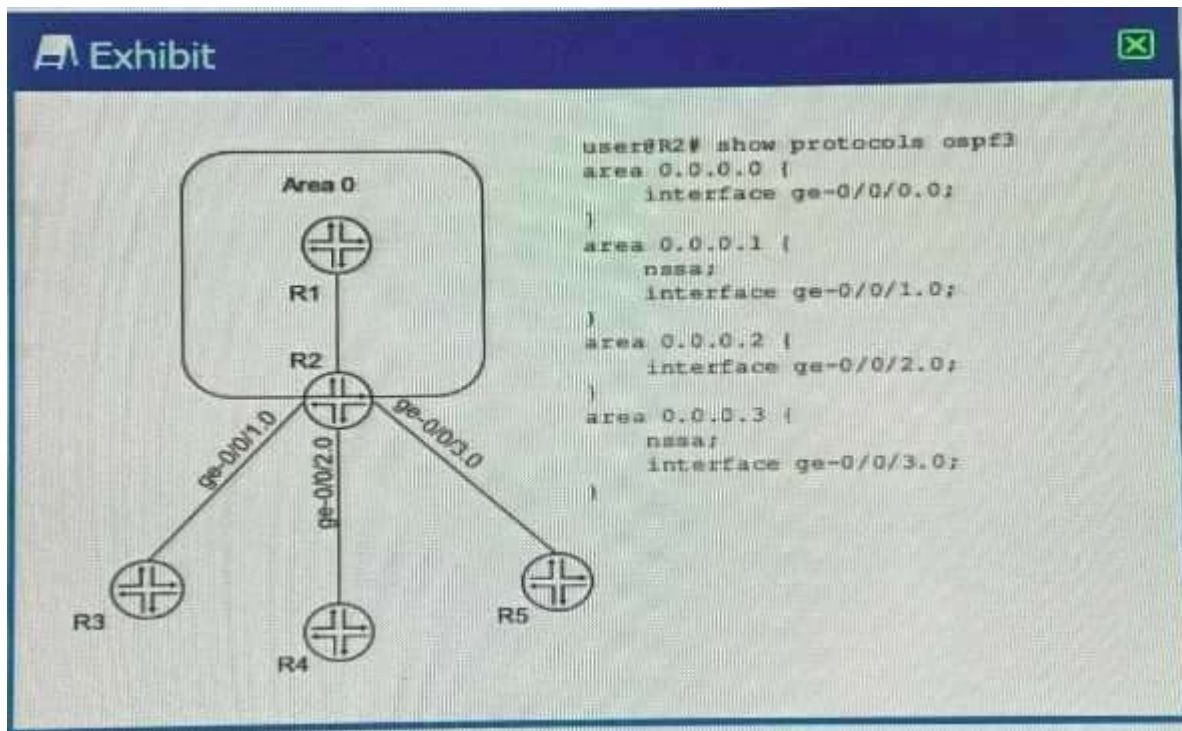 Exhibit
Area 0
R1
R2
ge-0/0/1.0
ge-0/0/2.0
ge-0/0/3.0
R3
R4
R5
user@R2# show protocols ospf3
area 0.0.0.0 {
interface ge-0/0/0.0;
}
area 0.0.0.1 {
nssa;
interface ge-0/0/1.0;
}
area 0.0.0.2 {
interface ge-0/0/2.0;
}
area 0.0.0.3 {
nssa;
interface ge-0/0/3.0;
}